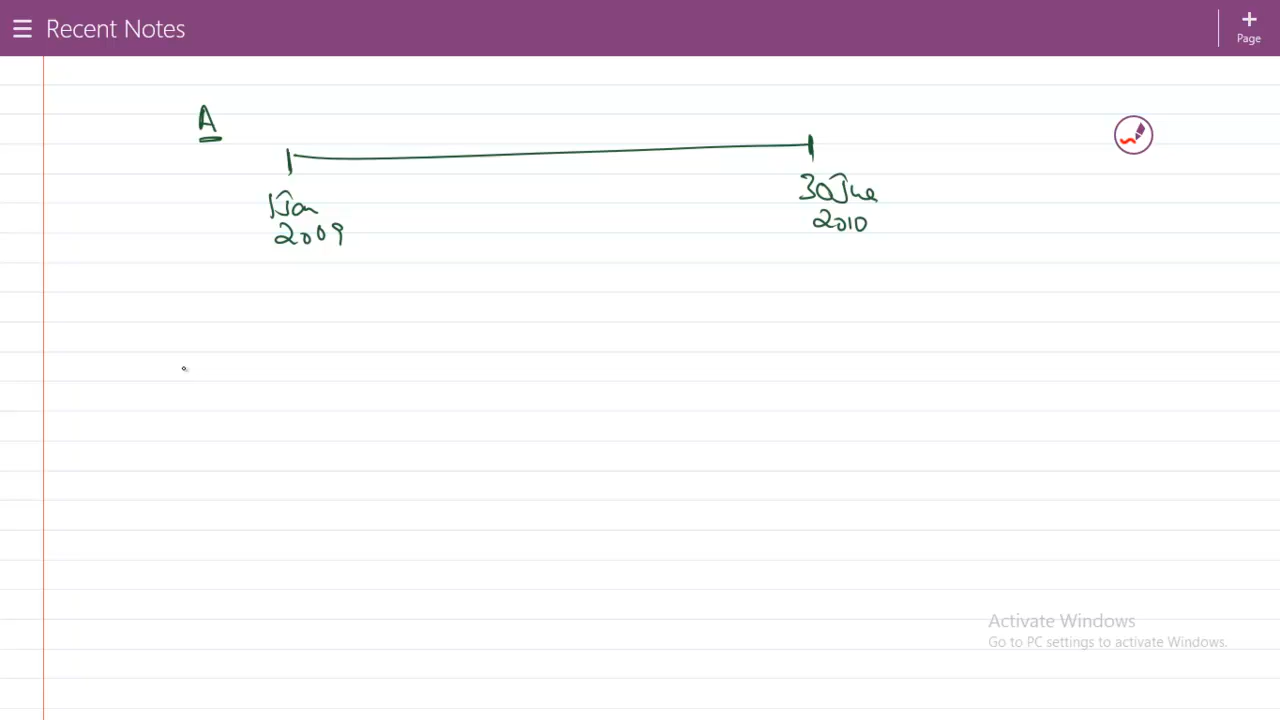 Recent Notes
Page
A
1 Jan
2009
30 June
2010
Activate Windows
Go to PC settings to activate Windows.